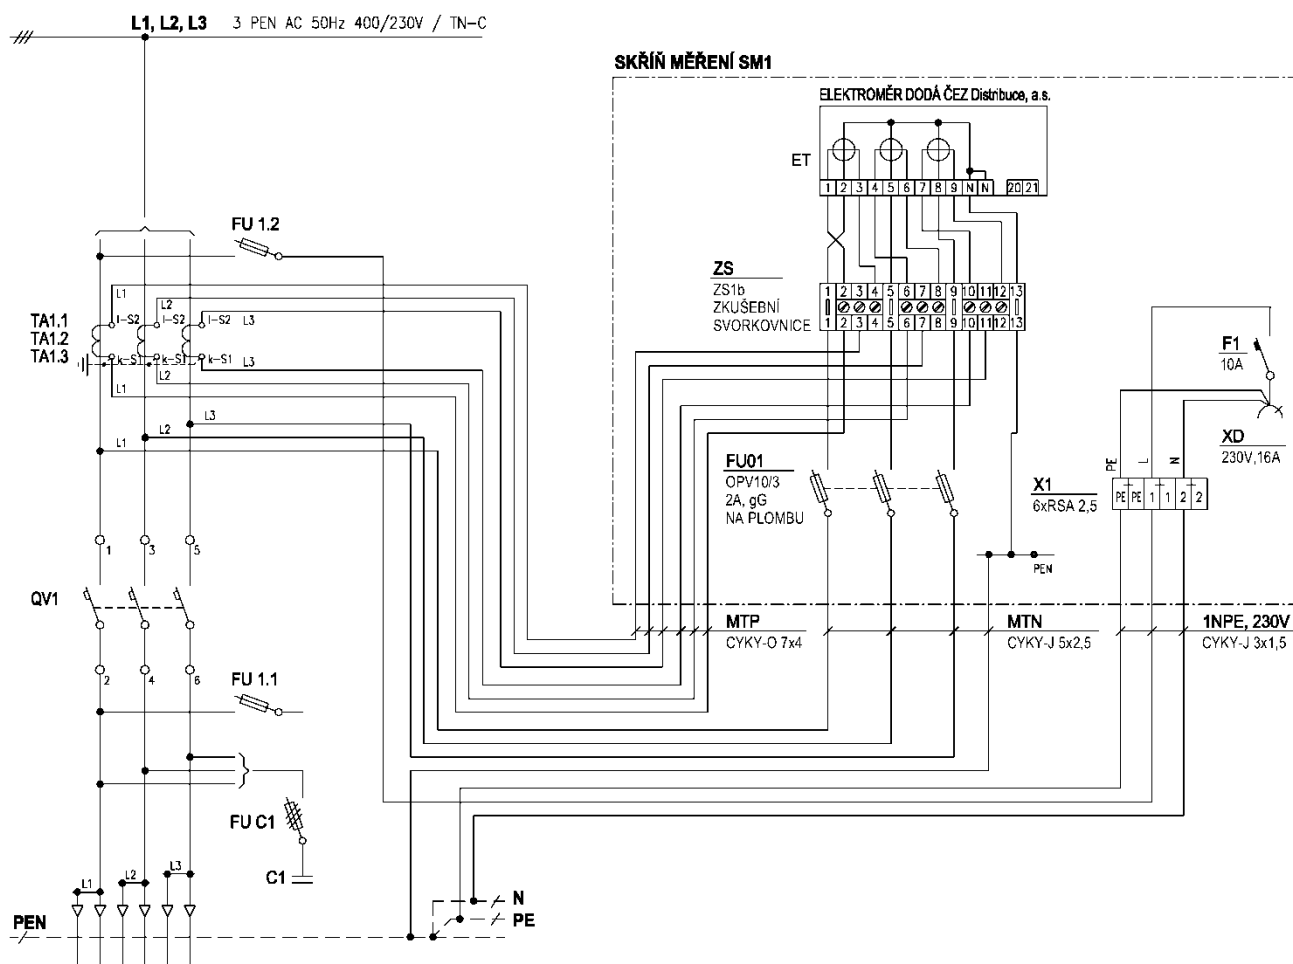 L1, L2, L3 3 PEN AC 50Hz 400/230V / TN-C
SKŘÍŇ MĚŘENÍ SM1
ELEKTROMĚR DODÁ ČEZ Distribuce, a.s.
ET
1 2 3 4 5 6 7 8 9 N N 20 21
FU 1.2
ZS
ZS1b
ZKUŠEBNÍ
SVORKOVNICE
1 2 3 4 5 6 7 8 9 10 11 12 13
1 2 3 4 5 6 7 8 9 10 11 12 13
L1
L2
L3
TA1.1
TA1.2
TA1.3
l-S2 l-S2 l-S2
k-S1 k-S1 k-S1
L3
L2
L1
F1
10A
XD
230V,16A
L3
L2
L1
FU01
OPV10/3
2A, gG
NA PLOMBU
PE L N
X1
6xRSA 2,5
PE PE 1 1 2 2
1 3 5
PEN
QV1
MTP
CYKY-O 7x4
MTN
CYKY-J 5x2,5
1NPE, 230V
CYKY-J 3x1,5
2 4 6
FU 1.1
FU C1
C1
L1 L2 L3
N
PE
PEN